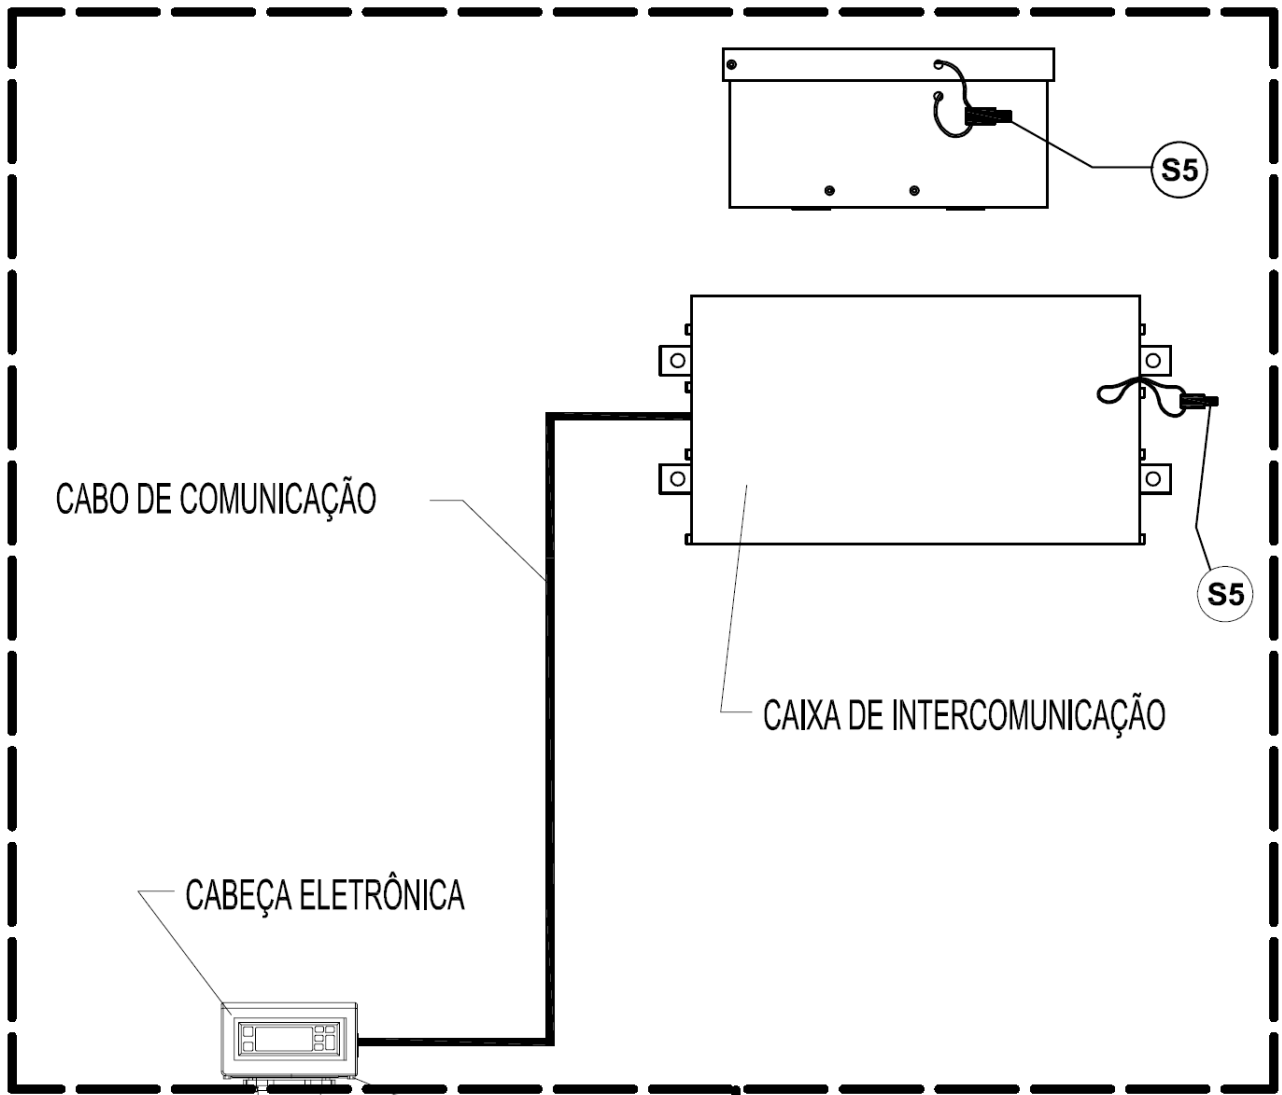 S5
CABO DE COMUNICAÇÃO
S5
CAIXA DE INTERCOMUNICAÇÃO
CABEÇA ELETRÔNICA